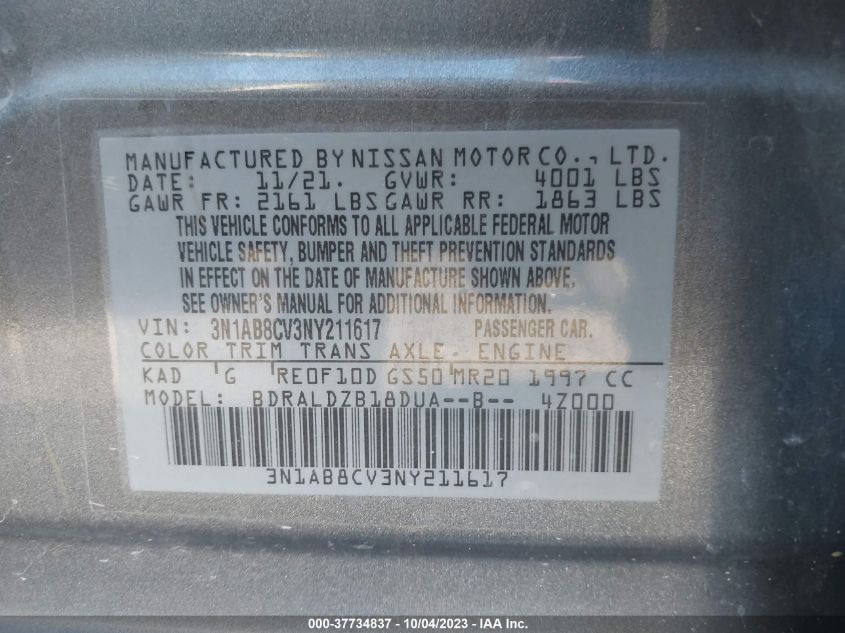 MANUFACTURED BY NISSAN MOTOR CO., LTD.
DATE: 11/21. GVWR: 4001 LBS
GAWR FR: 2161 LBS GAWR RR: 1863 LBS
THIS VEHICLE CONFORMS TO ALL APPLICABLE FEDERAL MOTOR
VEHICLE SAFETY, BUMPER AND THEFT PREVENTION STANDARDS
IN EFFECT ON THE DATE OF MANUFACTURE SHOWN ABOVE,
SEE OWNER'S MANUAL FOR ADDITIONAL INFORMATION.
VIN: 3N1AB8CV3NY211617 PASSENGER CAR.
COLOR TRIM TRANS AXLE ENGINE
KAD G RE0F10D GS50 MR20 1997 CC
MODEL: BDRALDZB18DUA--B-- 4Z000
3N1AB8CV3NY211617
000-37734837 - 10/04/2023 - IAA Inc.